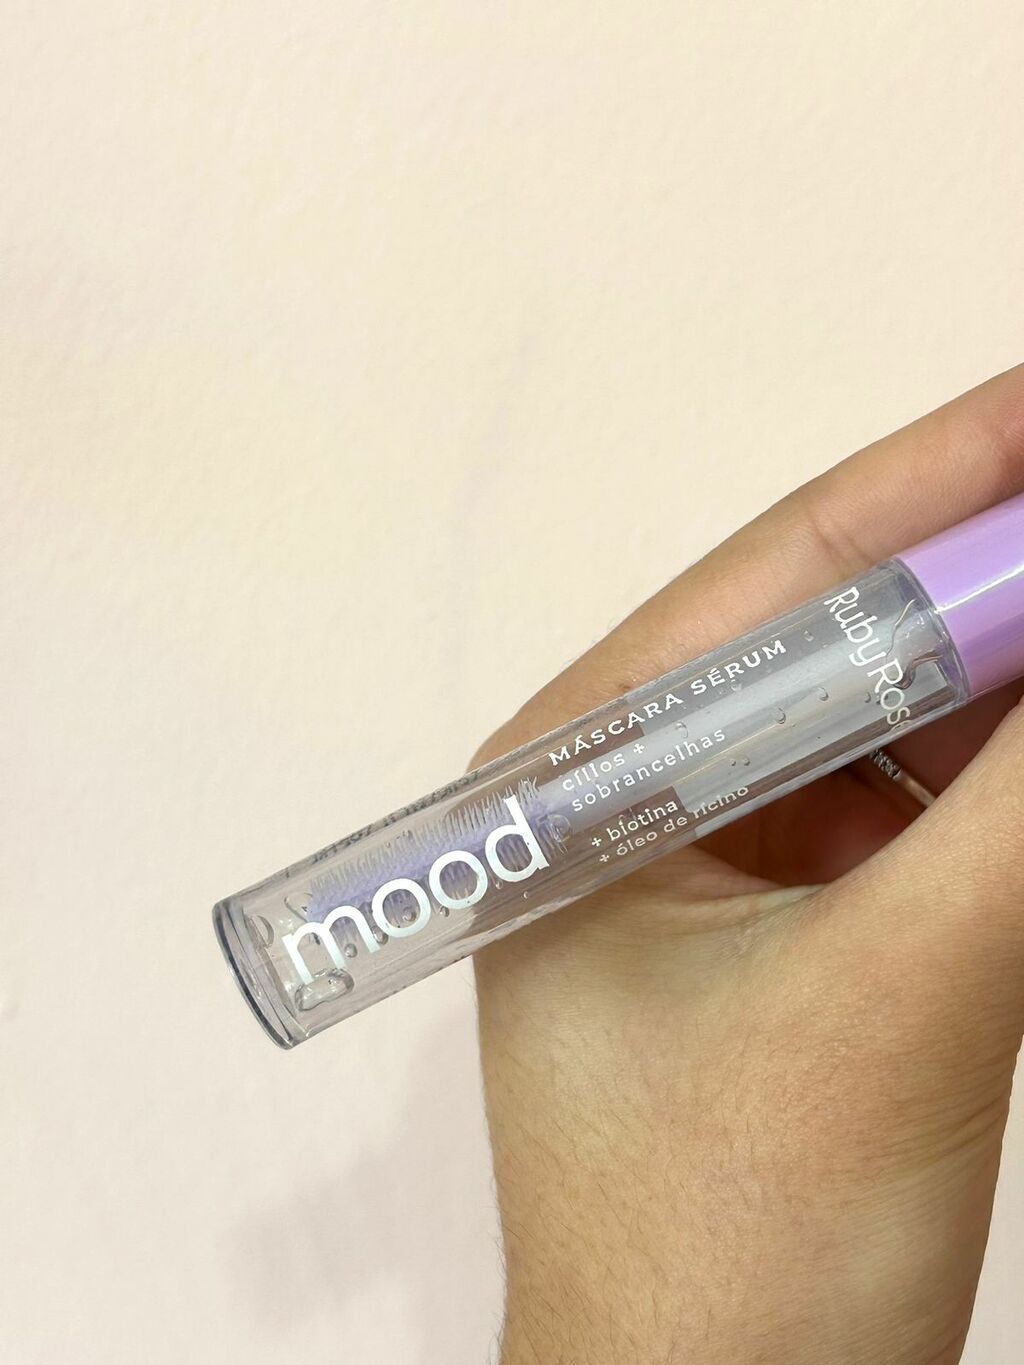 mood
MÁSCARA SÉRUM
cílios +
sobrancelhas
+ biotina
+ óleo de rícino
Ruby Ros